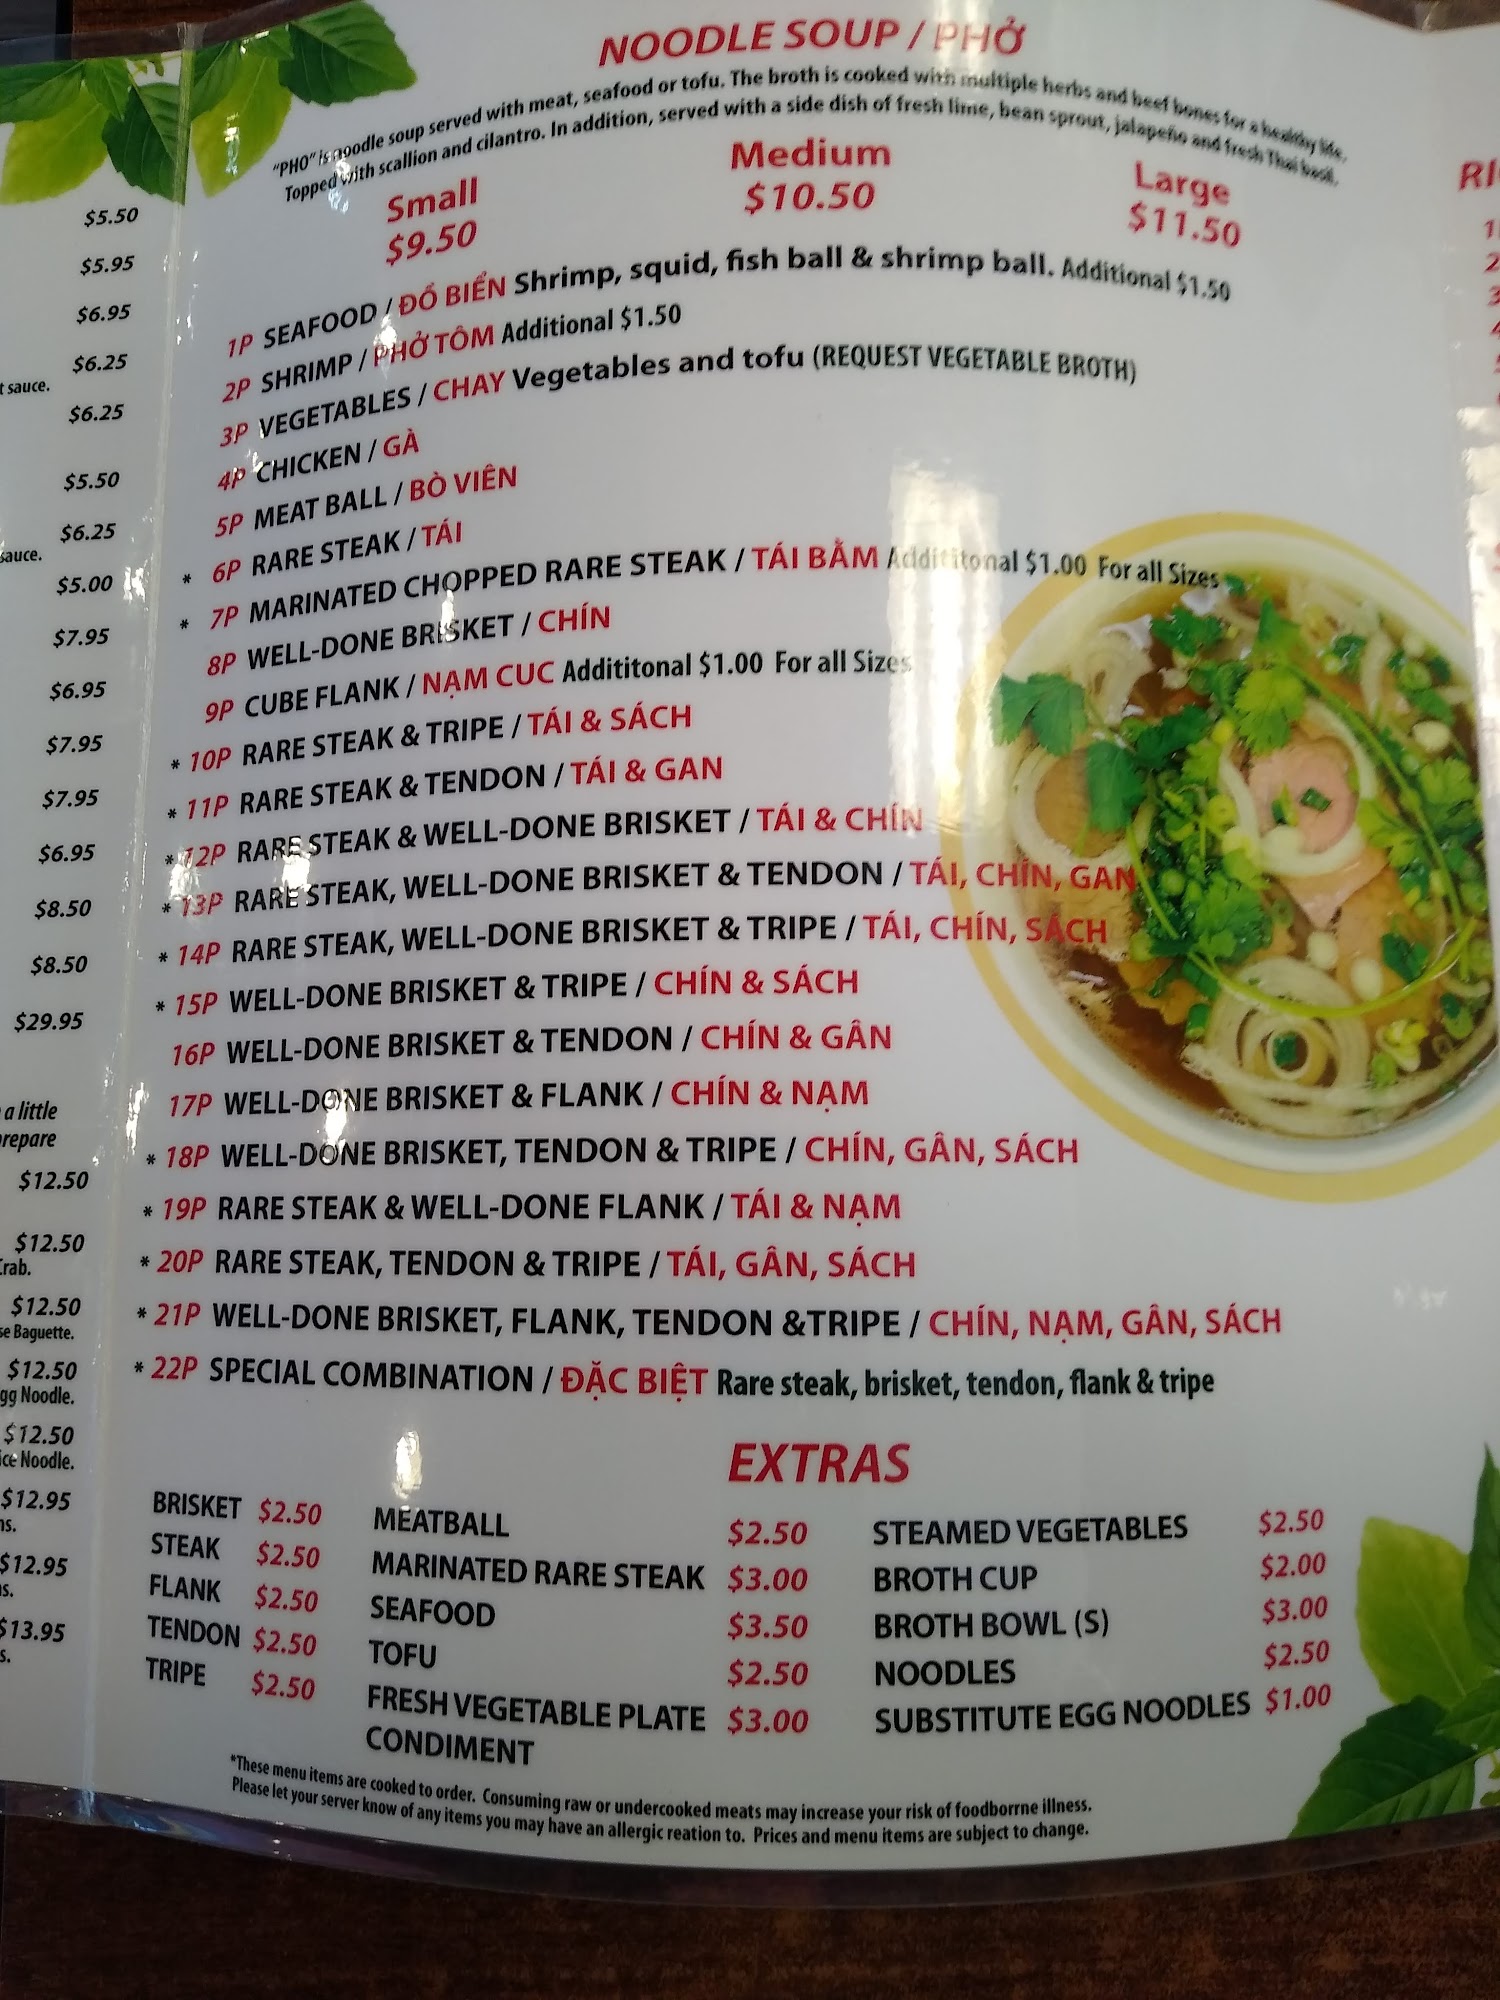 NOODLE SOUP / PHỞ
"PHO" is noodle soup served with meat, seafood or tofu. The broth is cooked with multiple herbs and beef bones for a healthy life.
Topped with scallion and cilantro. In addition, served with a side dish of fresh lime, bean sprout, jalapeño and fresh Thai basil.
Small Medium Large
$9.50 $10.50 $11.50
1P SEAFOOD / ĐỒ BIỂN Shrimp, squid, fish ball & shrimp ball. Additional $1.50
2P SHRIMP / PHỞ TÔM Additional $1.50
3P VEGETABLES / CHAY Vegetables and tofu (REQUEST VEGETABLE BROTH)
4P CHICKEN / GÀ
5P MEAT BALL / BÒ VIÊN
* 6P RARE STEAK / TÁI
* 7P MARINATED CHOPPED RARE STEAK / TÁI BẰM Addititonal $1.00 For all Sizes
8P WELL-DONE BRISKET / CHÍN
9P CUBE FLANK / NẠM CUC Addititonal $1.00 For all Sizes
* 10P RARE STEAK & TRIPE / TÁI & SÁCH
* 11P RARE STEAK & TENDON / TÁI & GAN
* 12P RARE STEAK & WELL-DONE BRISKET / TÁI & CHÍN
* 13P RARE STEAK, WELL-DONE BRISKET & TENDON / TÁI, CHÍN, GAN
* 14P RARE STEAK, WELL-DONE BRISKET & TRIPE / TÁI, CHÍN, SÁCH
* 15P WELL-DONE BRISKET & TRIPE / CHÍN & SÁCH
16P WELL-DONE BRISKET & TENDON / CHÍN & GÂN
17P WELL-DONE BRISKET & FLANK / CHÍN & NẠM
* 18P WELL-DONE BRISKET, TENDON & TRIPE / CHÍN, GÂN, SÁCH
* 19P RARE STEAK & WELL-DONE FLANK / TÁI & NẠM
* 20P RARE STEAK, TENDON & TRIPE / TÁI, GÂN, SÁCH
* 21P WELL-DONE BRISKET, FLANK, TENDON &TRIPE / CHÍN, NẠM, GÂN, SÁCH
* 22P SPECIAL COMBINATION / ĐẶC BIỆT Rare steak, brisket, tendon, flank & tripe
EXTRAS
BRISKET $2.50
STEAK $2.50
FLANK $2.50
TENDON $2.50
TRIPE $2.50
MEATBALL $2.50
MARINATED RARE STEAK $3.00
SEAFOOD $3.50
TOFU $2.50
FRESH VEGETABLE PLATE $3.00
CONDIMENT
STEAMED VEGETABLES $2.50
BROTH CUP $2.00
BROTH BOWL (S) $3.00
NOODLES $2.50
SUBSTITUTE EGG NOODLES $1.00
*These menu items are cooked to order. Consuming raw or undercooked meats may increase your risk of foodborrne illness.
Please let your server know of any items you may have an allergic reation to. Prices and menu items are subject to change.
$5.50
$5.95
$6.95
$6.25
sauce.
$6.25
$5.50
$6.25
sauce.
$5.00
$7.95
$6.95
$7.95
$7.95
$6.95
$8.50
$8.50
$29.95
a little
$12.50
$12.50
$12.50
Baguette.
$12.50
Noodle.
$12.50
Noodle.
$12.95
$12.95
$13.95